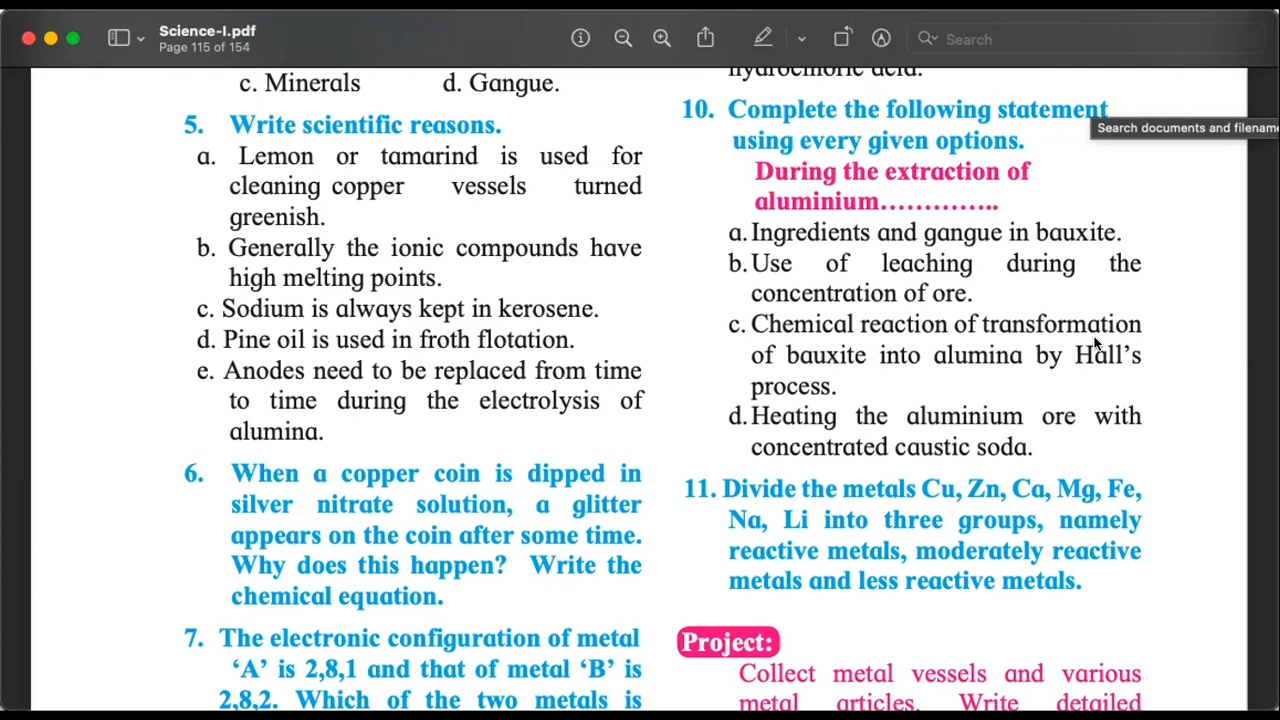 Science-I.pdf
Page 115 of 154
Search
Search documents and filename
c. Minerals d. Gangue.
5. Write scientific reasons.
a. Lemon or tamarind is used for
cleaning copper vessels turned
greenish.
b. Generally the ionic compounds have
high melting points.
c. Sodium is always kept in kerosene.
d. Pine oil is used in froth flotation.
e. Anodes need to be replaced from time
to time during the electrolysis of
alumina.
6. When a copper coin is dipped in
silver nitrate solution, a glitter
appears on the coin after some time.
Why does this happen? Write the
chemical equation.
7. The electronic configuration of metal
‘A’ is 2,8,1 and that of metal ‘B’ is
2,8,2. Which of the two metals is
hydrochloric acid.
10. Complete the following statement
using every given options.
During the extraction of
aluminium…………..
a. Ingredients and gangue in bauxite.
b. Use of leaching during the
concentration of ore.
c. Chemical reaction of transformation
of bauxite into alumina by Hall’s
process.
d. Heating the aluminium ore with
concentrated caustic soda.
11. Divide the metals Cu, Zn, Ca, Mg, Fe,
Na, Li into three groups, namely
reactive metals, moderately reactive
metals and less reactive metals.
Project:
Collect metal vessels and various
metal articles. Write detailed